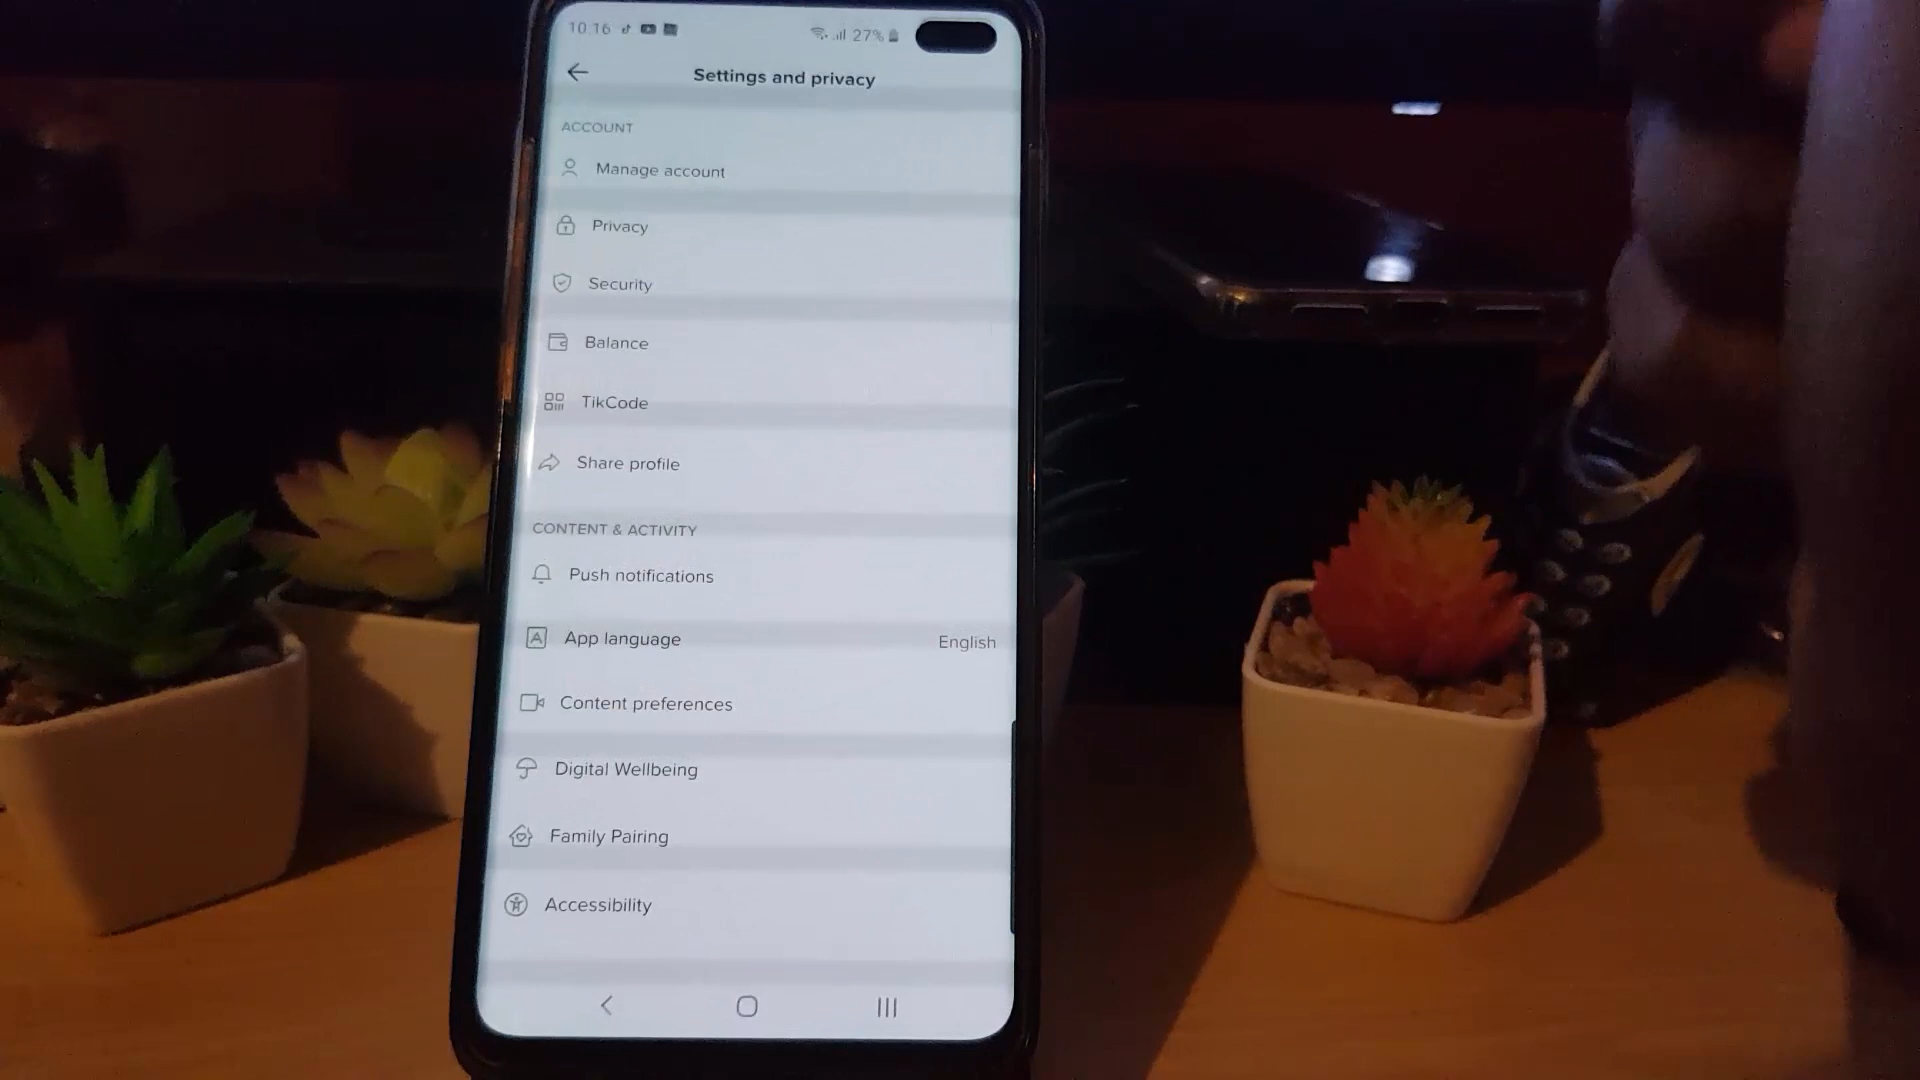 10:16 27%
Settings and privacy
ACCOUNT
Manage account
Privacy
Security
Balance
TikCode
Share profile
CONTENT & ACTIVITY
Push notifications
App language English
Content preferences
Digital Wellbeing
Family Pairing
Accessibility